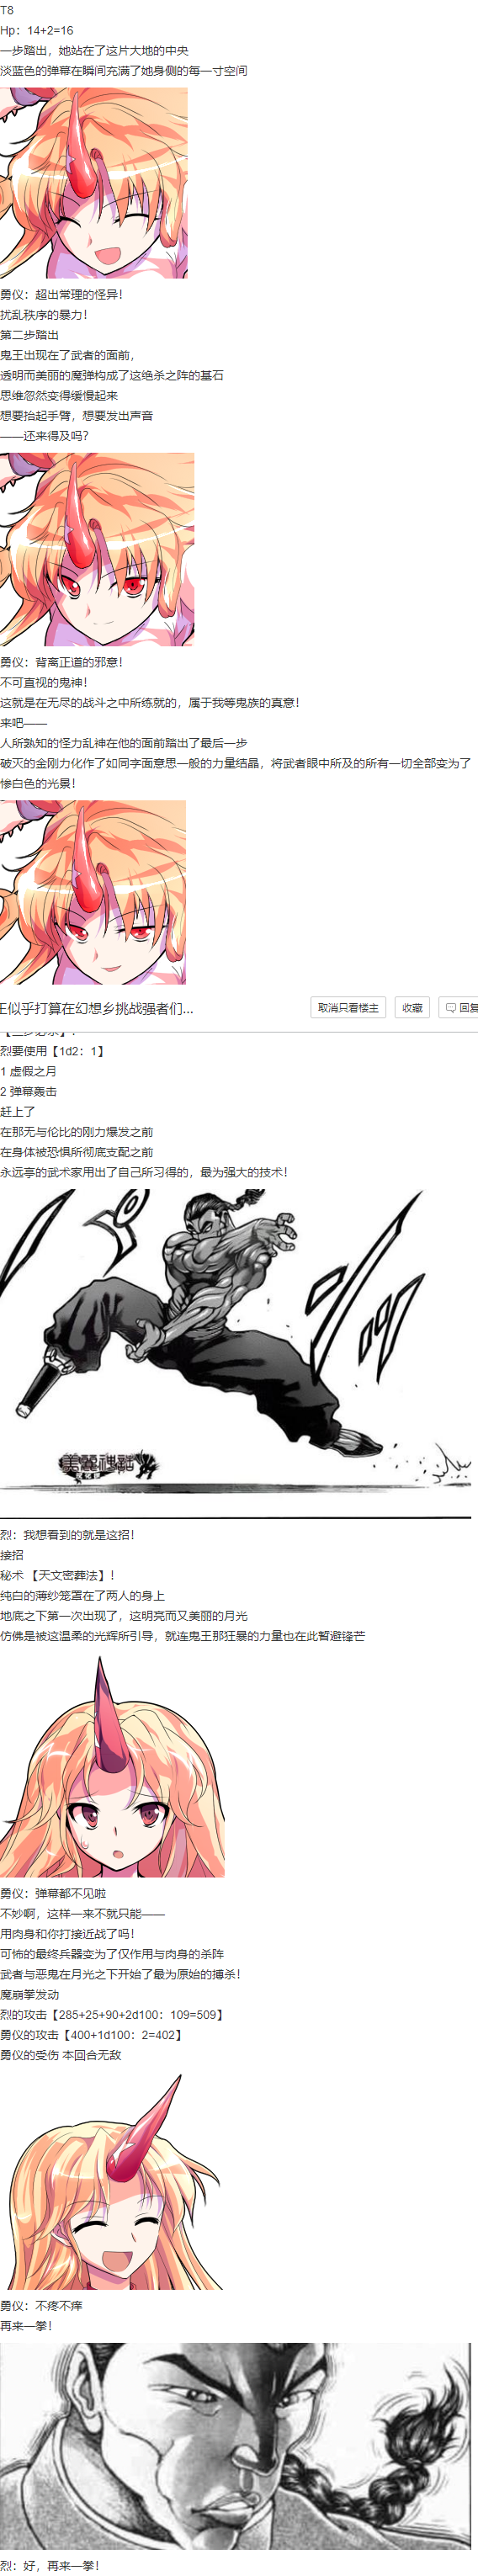 T8
Hp：14+2=16
一步踏出，她站在了这片大地的中央
淡蓝色的弹幕在瞬间充满了她身侧的每一寸空间
勇仪：超出常理的怪异！
扰乱秩序的暴力！
第二步踏出
鬼王出现在了武者的面前，
透明而美丽的魔弹构成了这绝杀之阵的基石
思维忽然变得缓慢起来
想要抬起手臂，想要发出声音
——还来得及吗？
勇仪：背离正道的邪意！
不可直视的鬼神！
这就是在无尽的战斗之中所练就的，属于我等鬼族的真意！
来吧——
人所熟知的怪力乱神在他的面前踏出了最后一步
破灭的金刚力化作了如同字面意思一般的力量结晶，将武者眼中所及的所有一切全部变为了
惨白色的光景！
王似乎打算在幻想乡挑战强者们...
取消只看楼主 收藏 回复
烈要使用【1d2：1】
1 虚假之月
2 弹幕轰击
赶上了
在那无与伦比的刚力爆发之前
在身体被恐惧所彻底支配之前
永远亭的武术家用出了自己所习得的，最为强大的技术！
烈：我想看到的就是这招！
接招
秘术 【天文密葬法】！
纯白的薄纱笼罩在了两人的身上
地底之下第一次出现了，这明亮而又美丽的月光
仿佛是被这温柔的光辉所引导，就连鬼王那狂暴的力量也在此暂避锋芒
勇仪：弹幕都不见啦
不妙啊，这样一来不就只能——
用肉身和你打接近战了吗！
可怖的最终兵器变为了仅作用与肉身的杀阵
武者与恶鬼在月光之下开始了最为原始的搏杀！
魔崩拳发动
烈的攻击【285+25+90+2d100：109=509】
勇仪的攻击【400+1d100：2=402】
勇仪的受伤 本回合无敌
勇仪：不疼不痒
再来一拳！
烈：好，再来一拳！